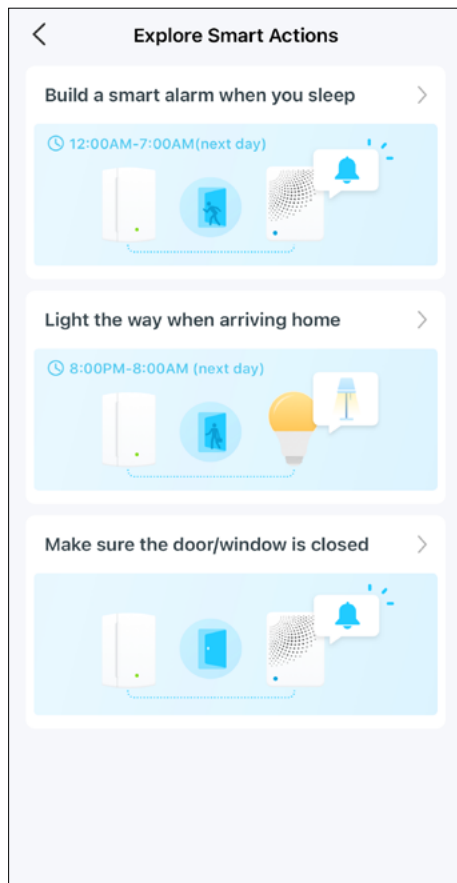 Explore Smart Actions
Build a smart alarm when you sleep
12:00AM-7:00AM(next day)
Light the way when arriving home
8:00PM-8:00AM (next day)
Make sure the door/window is closed